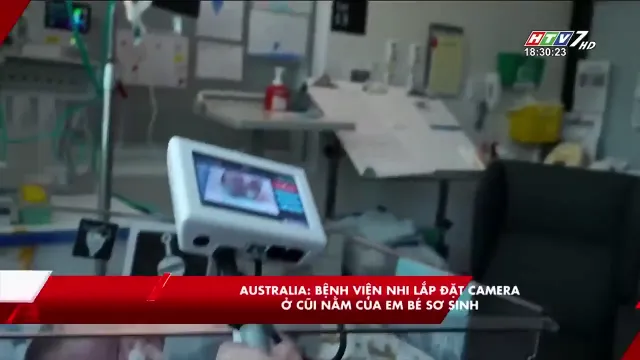 HTV7 HD
18:30:23
AUSTRALIA: BỆNH VIỆN NHI LẮP ĐẶT CAMERA
Ở CŨI NẰM CỦA EM BÉ SƠ SINH